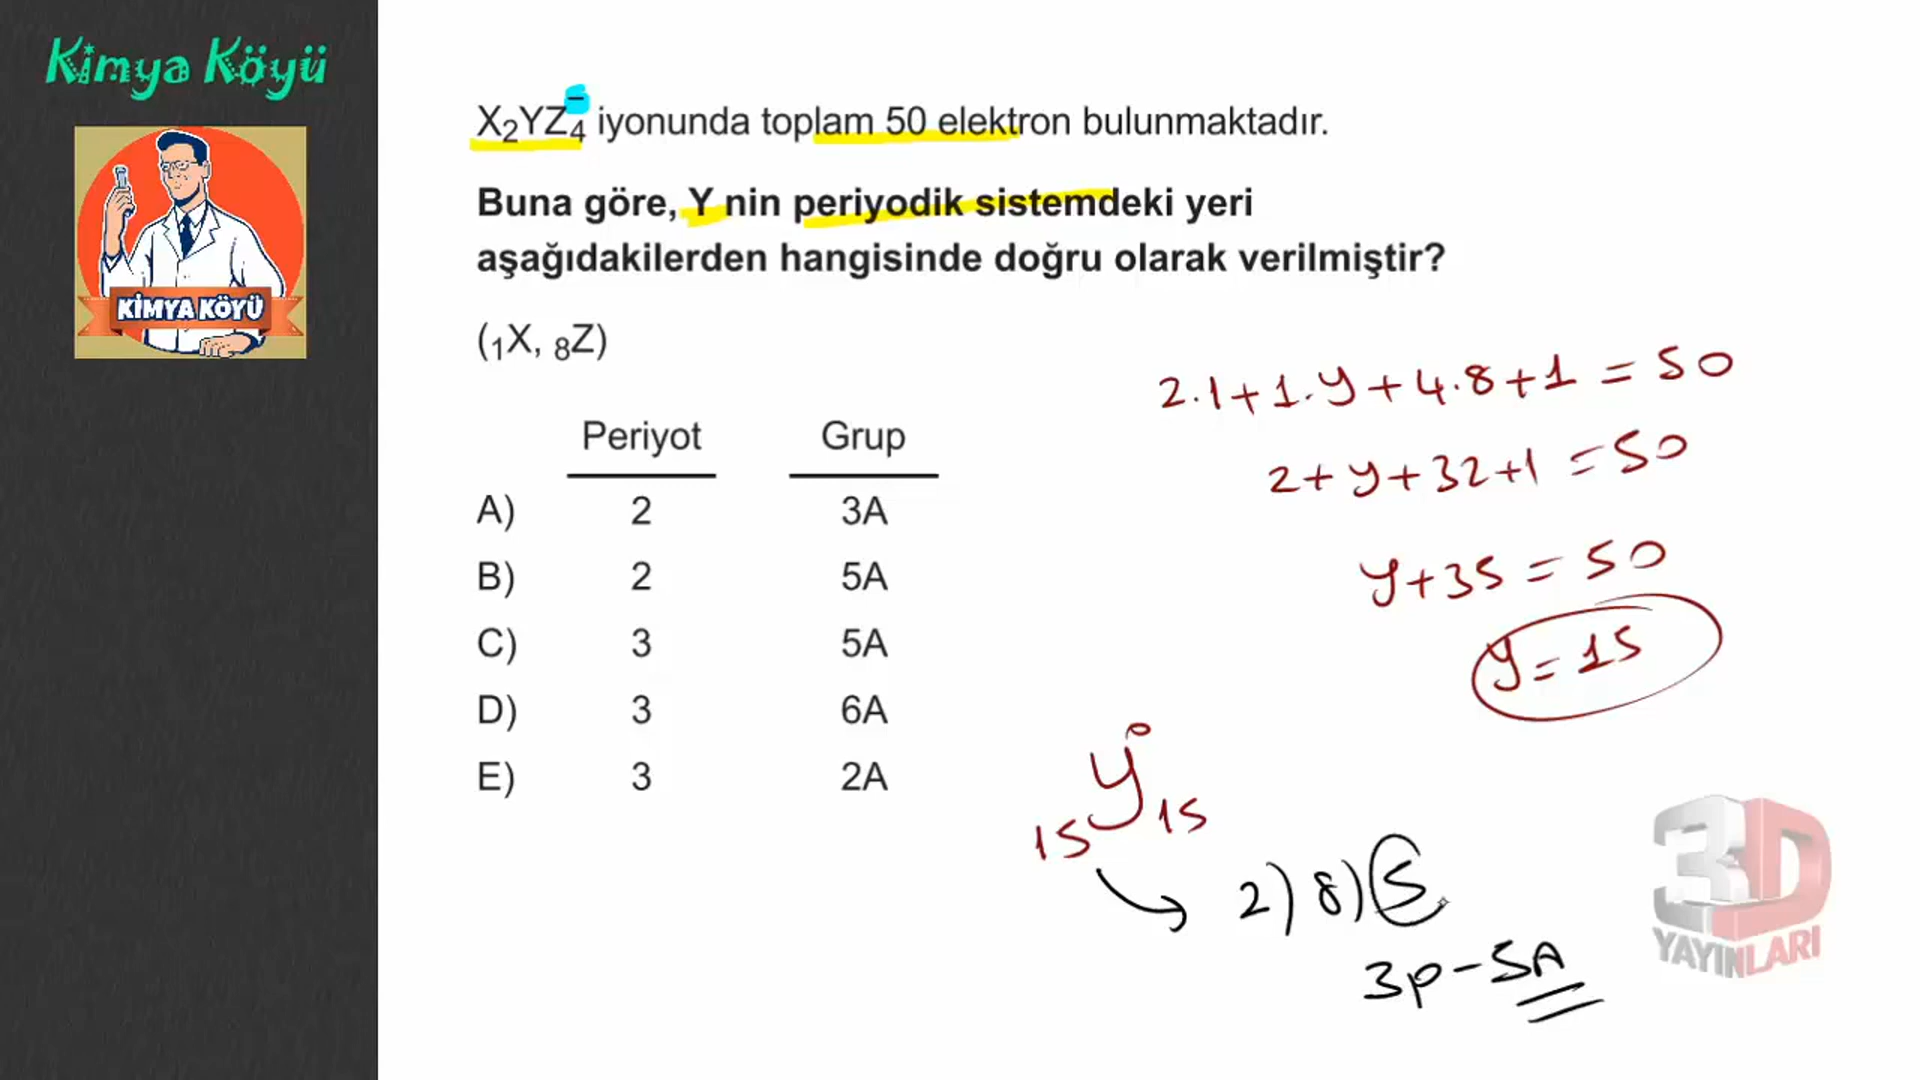 Kimya Köyü
KİMYA KÖYÜ
X₂YZ₄⁻ iyonunda toplam 50 elektron bulunmaktadır.
Buna göre, Y nin periyodik sistemdeki yeri
aşağıdakilerden hangisinde doğru olarak verilmiştir?
(₁X, ₈Z)
Periyot Grup
A) 2 3A
B) 2 5A
C) 3 5A
D) 3 6A
E) 3 2A
2.1+1.y+4.8+1 = 50
2+y+32+1 = 50
y+35 = 50
y = 15
₁₅y⁰₁₅
2) 8) 5
3p-5A
3D
YAYINLARI